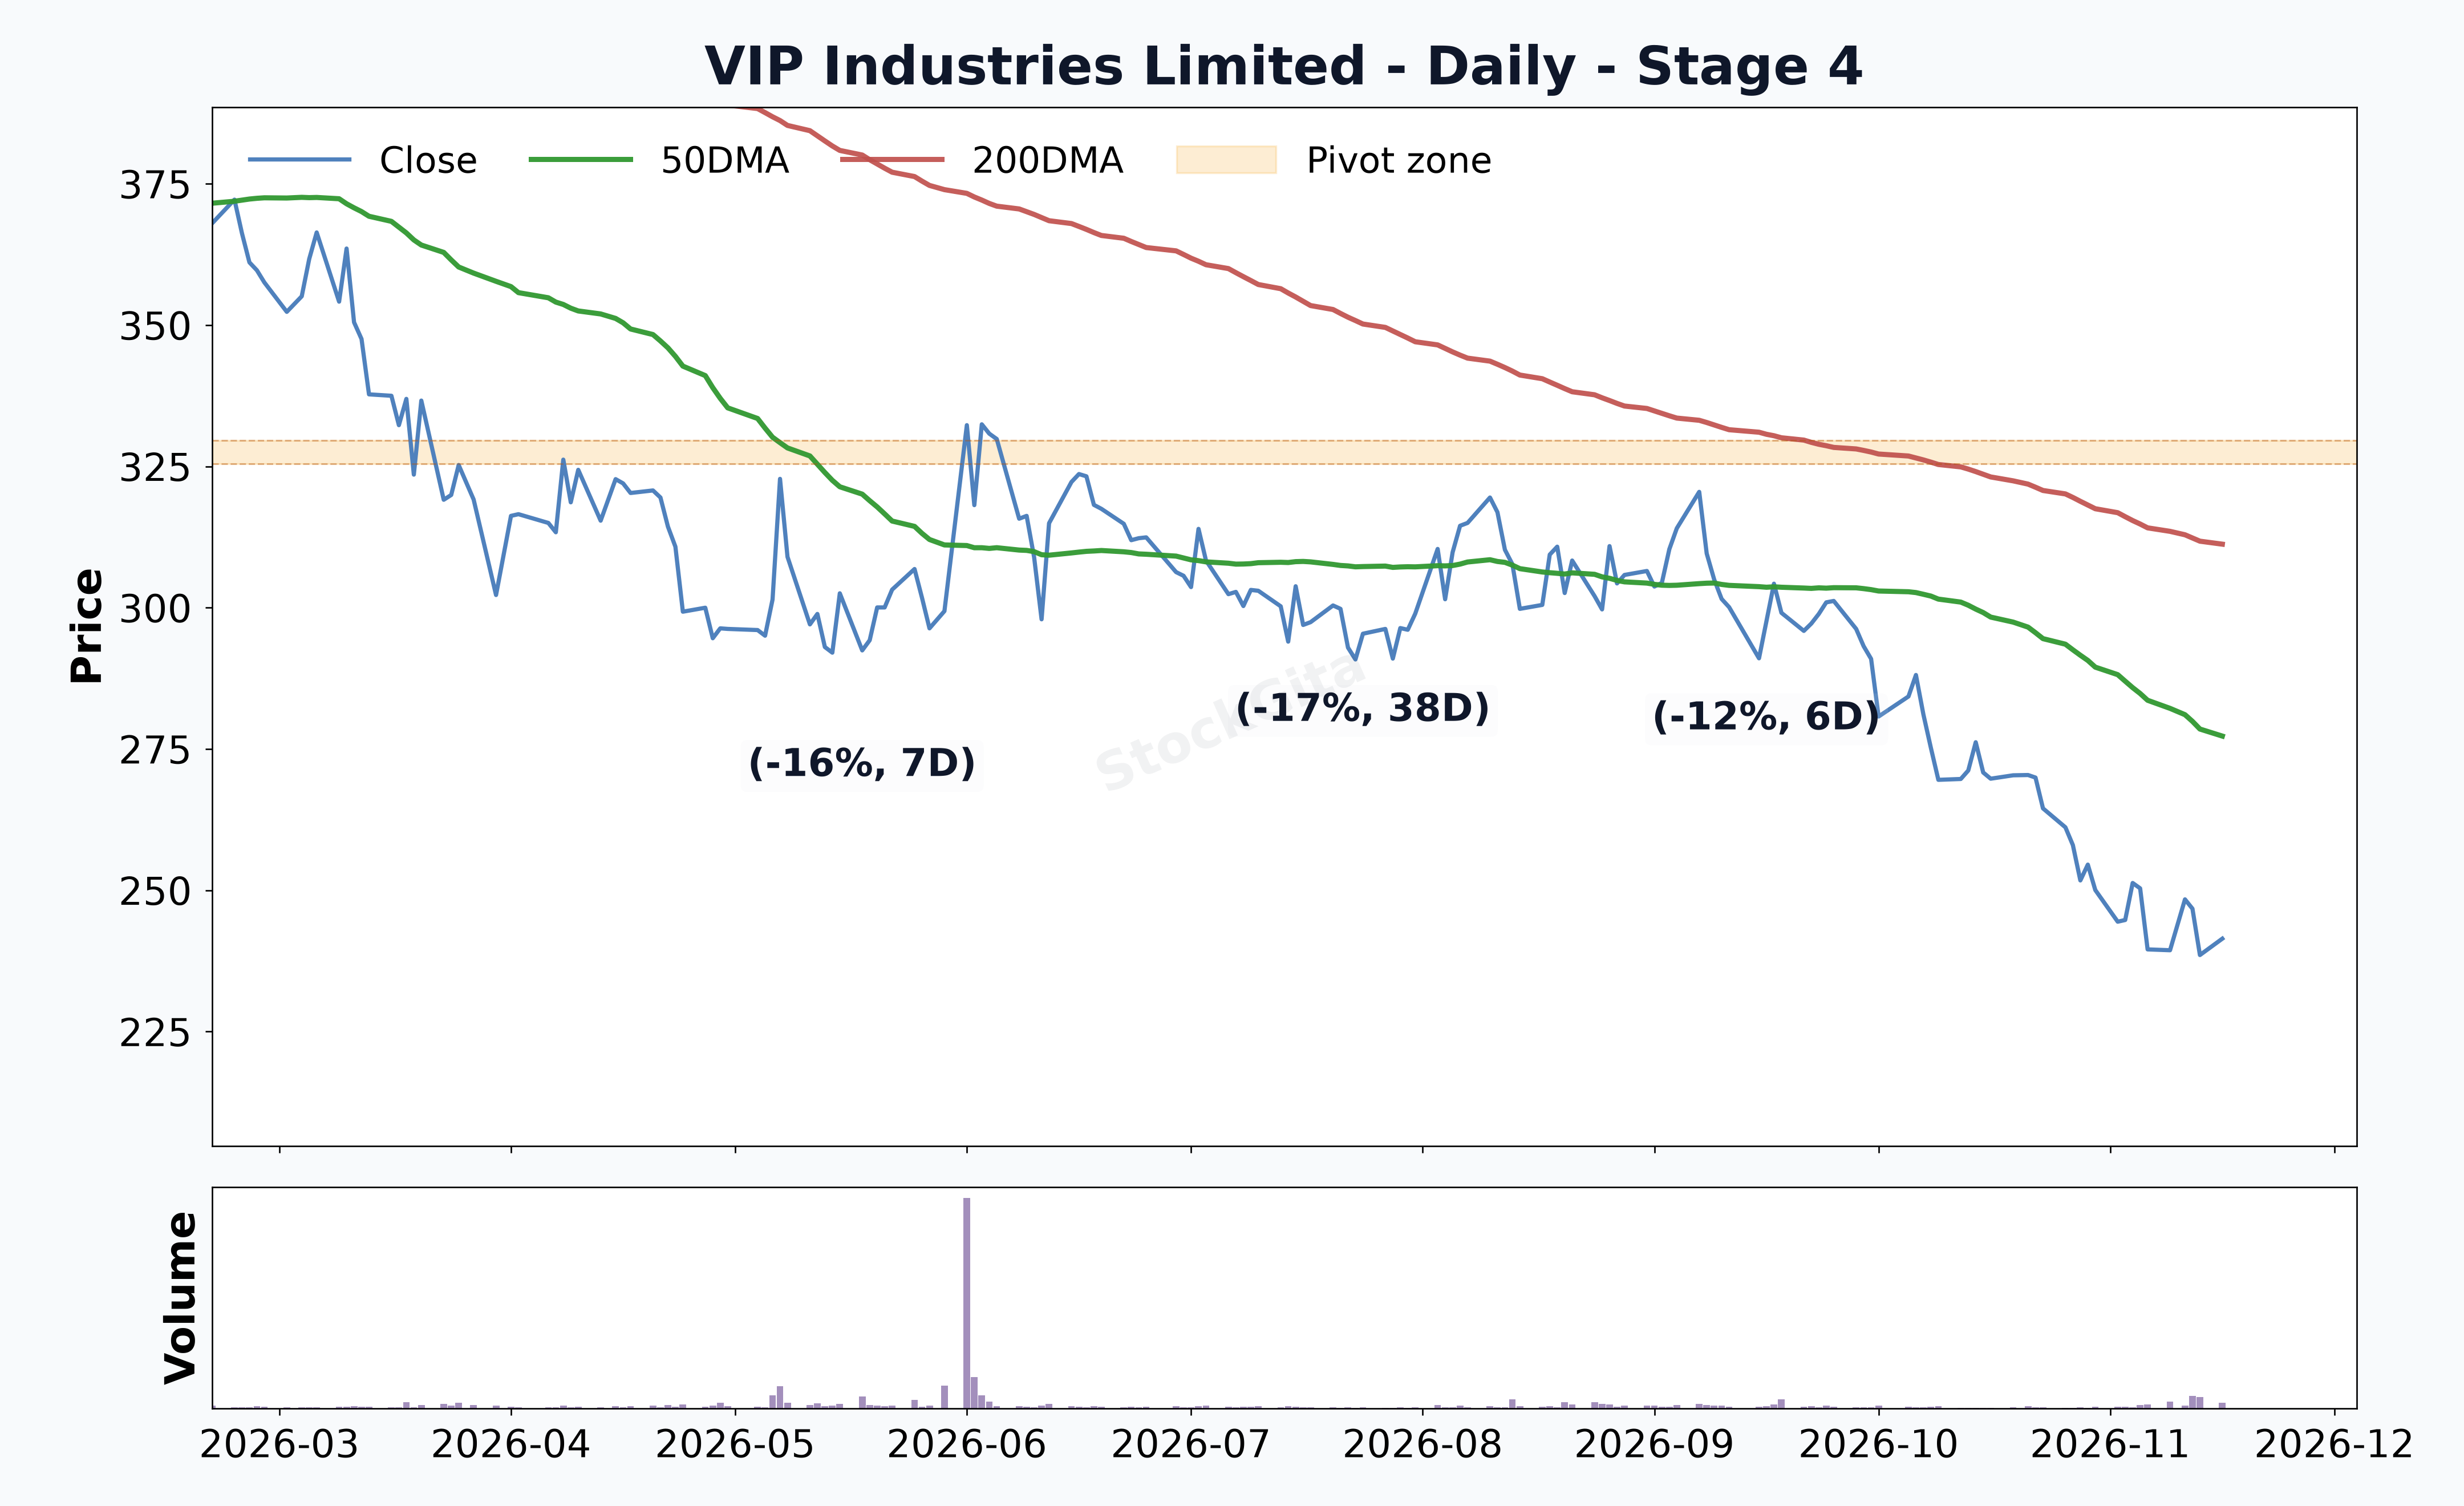 VIP Industries Limited - Daily - Stage 4
Close 50DMA 200DMA Pivot zone
375
350
325
300
275
250
225
Price
(-16%, 7D)
(-17%, 38D)
(-12%, 6D)
StockGita
Volume
2026-03 2026-04 2026-05 2026-06 2026-07 2026-08 2026-09 2026-10 2026-11 2026-12